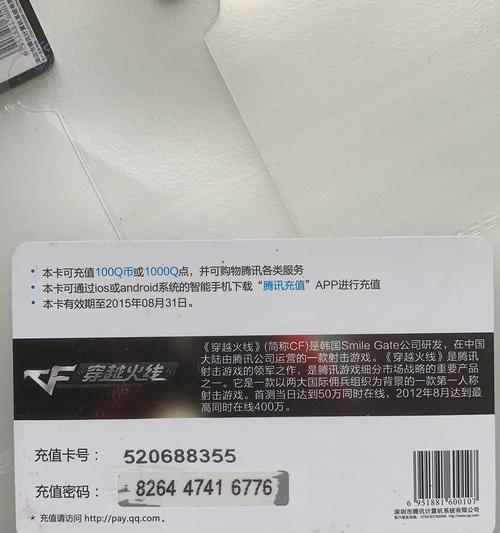 • 本卡可充值100Q币或1000Q点，并可购物腾讯各类服务
• 本卡可通过ios或android系统的智能手机下载“腾讯充值”APP进行充值
• 本卡有效期至2015年08月31日。
CF 穿越火线
《穿越火线》(简称CF)是韩国Smile Gate公司研发，在中国
大陆由腾讯公司运营的一款射击游戏。《穿越火线》是腾讯
射击游戏的领军之作，是腾讯游戏细分市场战略的重要产品
之一。它是一款以两大国际佣兵组织为背景的一款第一人称
射击游戏。首测当日达到50万同时在线，2012年8月达到最
高同时在线400万。
充值卡号： 520688355
充值密码： 8264 4741 6776
* 充值请访问 http://pay.qq.com。
6 951881 600107
深圳市腾讯计算机系统有限公司